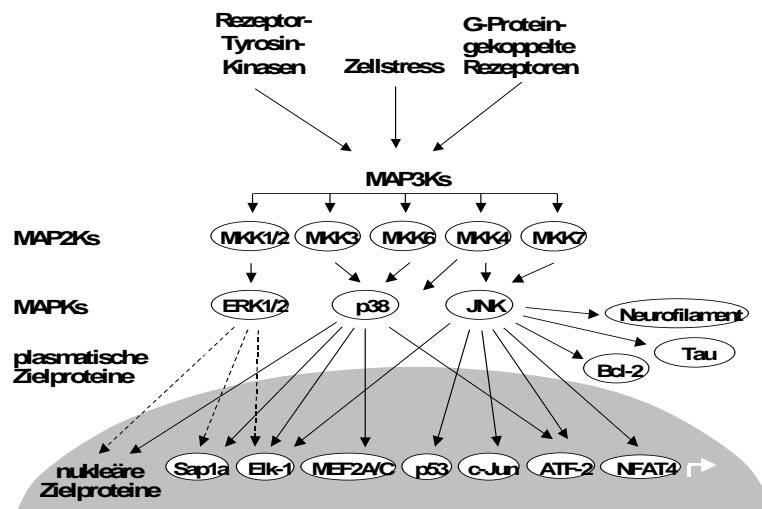 Rezeptor-
Tyrosin-
Kinasen
Zellstress
G-Protein-
gekoppelte
Rezeptoren
MAP3Ks
MAP2Ks
MKK1/2
MKK3
MKK6
MKK4
MKK7
MAPKs
ERK1/2
p38
JNK
Neurofilament
plasmatische
Zielproteine
Tau
Bcl-2
nukleäre
Zielproteine
Sap1a
Elk-1
MEF2A/C
p53
c-Jun
ATF-2
NFAT4